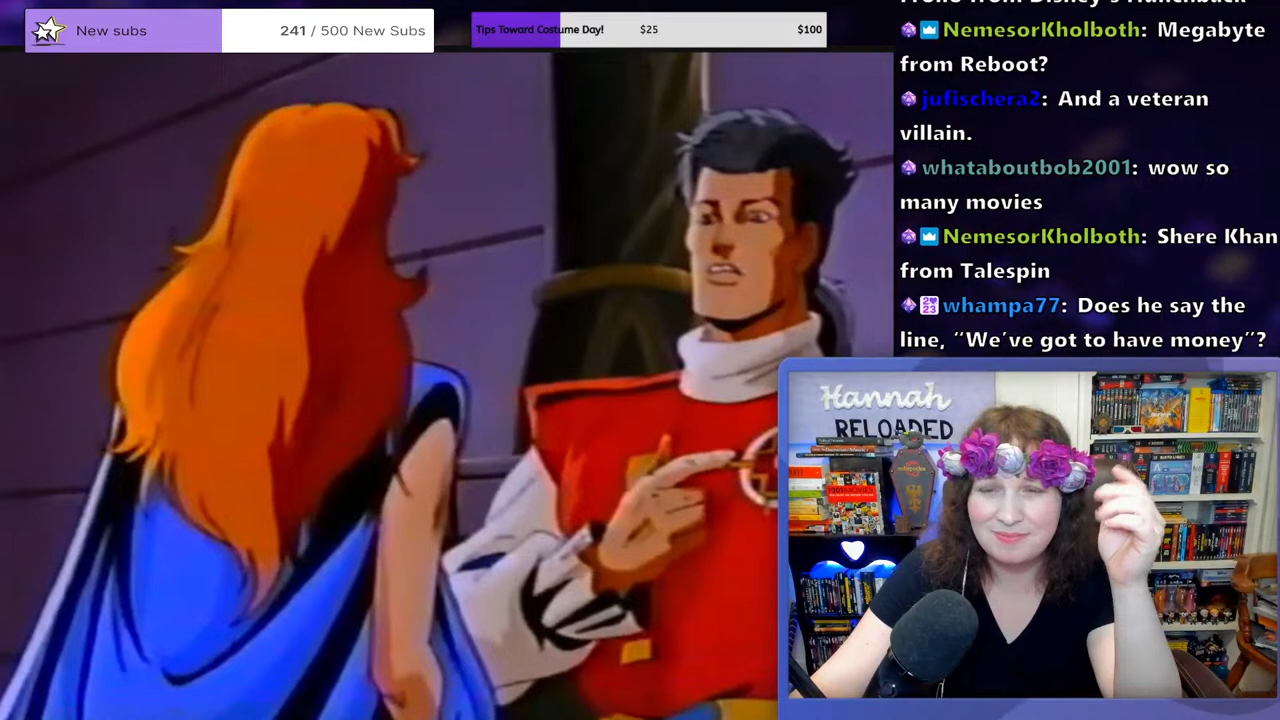 New subs
241 / 500 New Subs
Tips Toward Costume Day!
$25
$100
NemesorKholboth: Megabyte
from Reboot?
jufischera2: And a veteran
villain.
whataboutbob2001: wow so
many movies
NemesorKholboth: Shere Khan
from Talespin
whampa77: Does he say the
line, “We’ve got to have money”?
Hannah
RELOADED